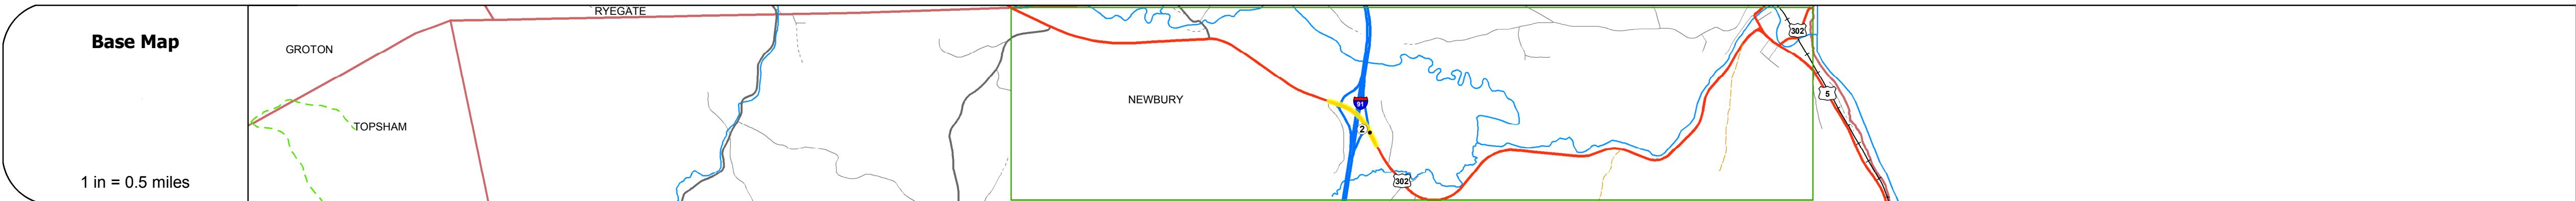 Base Map
1 in = 0.5 miles
GROTON
TOPSHAM
RYEGATE
NEWBURY
91
2
302
302
5